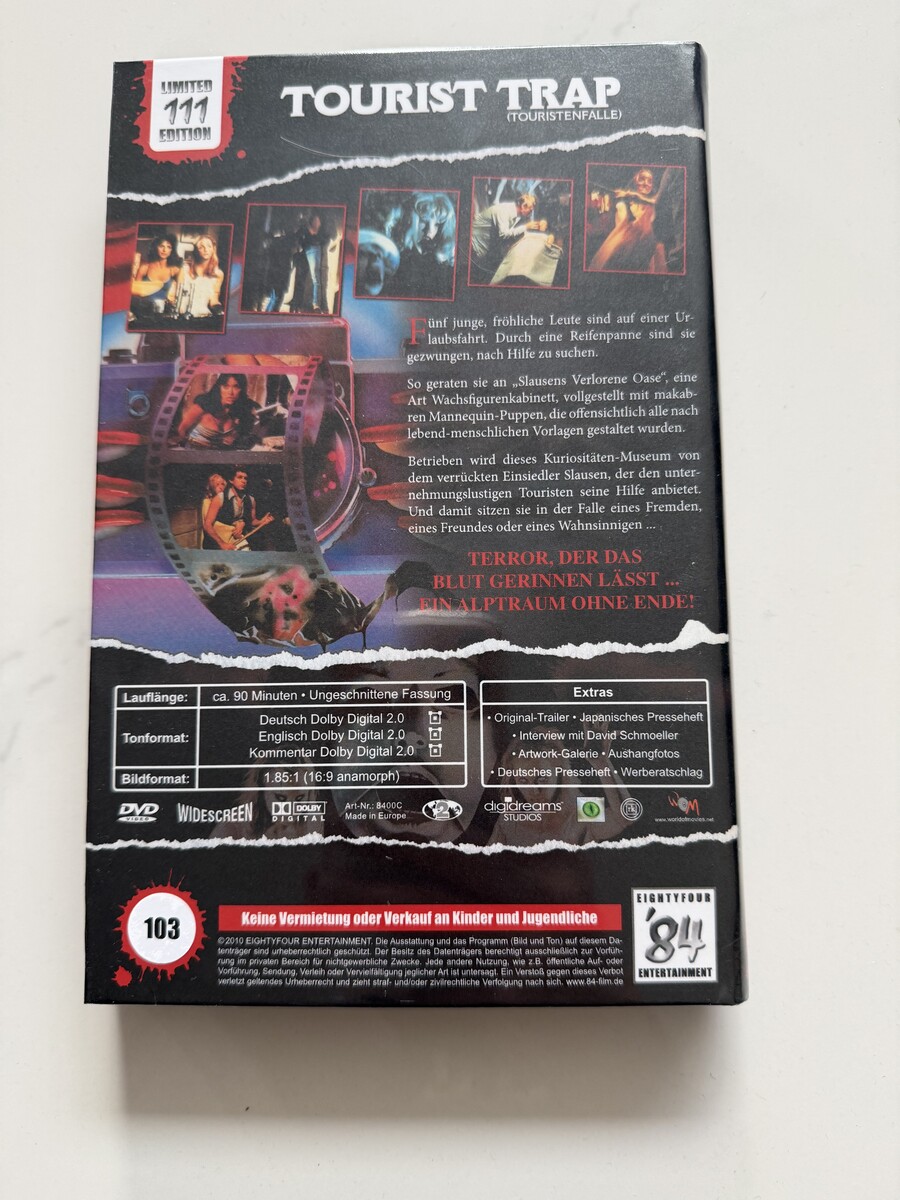 LIMITED
111
EDITION
TOURIST TRAP
(TOURISTENFALLE)
Fünf junge, fröhliche Leute sind auf einer Ur-
laubsfahrt. Durch eine Reifenpanne sind sie
gezwungen, nach Hilfe zu suchen.
So geraten sie an „Slausens Verlorene Oase“, eine
Art Wachsfigurenkabinett, vollgestellt mit makab-
ren Mannequin-Puppen, die offensichtlich alle nach
lebend-menschlichen Vorlagen gestaltet wurden.
Betrieben wird dieses Kuriositäten-Museum von
dem verrückten Einsiedler Slausen, der den unter-
nehmungslustigen Touristen seine Hilfe anbietet.
Und damit sitzen sie in der Falle eines Fremden,
eines Freundes oder eines Wahnsinnigen ...
TERROR, DER DAS
BLUT GERINNEN LÄSST ...
EIN ALPTRAUM OHNE ENDE!
Lauflänge: ca. 90 Minuten • Ungeschnittene Fassung
Tonformat: Deutsch Dolby Digital 2.0
Englisch Dolby Digital 2.0
Kommentar Dolby Digital 2.0
Bildformat: 1.85:1 (16:9 anamorph)
Extras
• Original-Trailer • Japanisches Presseheft
• Interview mit David Schmoeller
• Artwork-Galerie • Aushangfotos
• Deutsches Presseheft • Werberatschlag
DVD VIDEO
WIDESCREEN
DOLBY DIGITAL
Art-Nr.: 8400C
Made in Europe
2
digidreams STUDIOS
WOM
www.worldofmovies.net
103
Keine Vermietung oder Verkauf an Kinder und Jugendliche
©2010 EIGHTYFOUR ENTERTAINMENT. Die Ausstattung und das Programm (Bild und Ton) auf diesem Da-
tenträger sind urheberrechtlich geschützt. Der Besitz des Datenträgers berechtigt ausschließlich zur Vorfüh-
rung im privaten Bereich für nichtgewerbliche Zwecke. Jede andere Nutzung, wie z.B. öffentliche Auf- oder
Vorführung, Sendung, Verleih oder Vervielfältigung jeglicher Art ist untersagt. Ein Verstoß gegen dieses Verbot
verletzt geltendes Urheberrecht und zieht straf- und/oder zivilrechtliche Verfolgung nach sich. www.84-film.de
EIGHTYFOUR
'84
ENTERTAINMENT